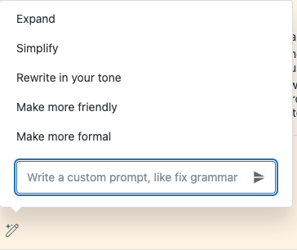 Expand
Simplify
Rewrite in your tone
Make more friendly
Make more formal
Write a custom prompt, like fix grammar